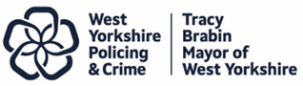 West
Yorkshire
Policing
& Crime
Tracy
Brabin
Mayor of
West Yorkshire